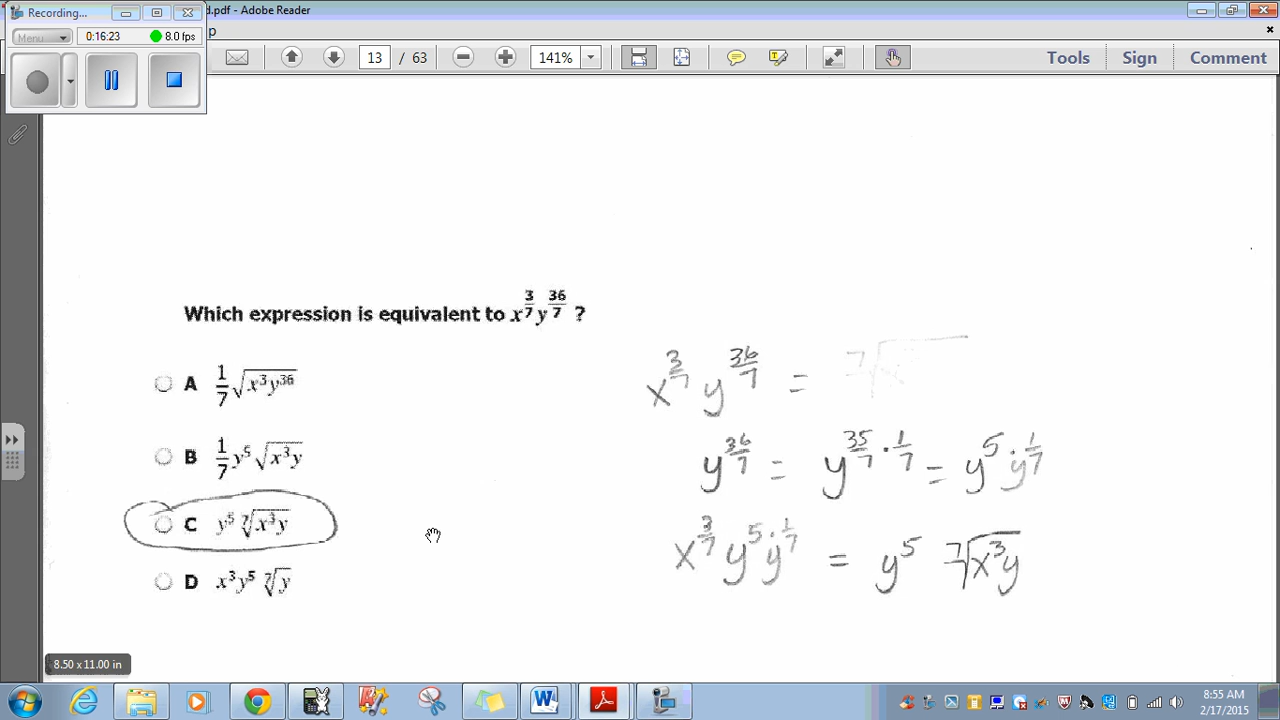 Recording...
d.pdf - Adobe Reader
Menu
0:16:23
8.0 fps
p
13 / 63
141%
Tools
Sign
Comment
Which expression is equivalent to x^{3/7}y^{36/7} ?
A 1/7 √(x³y³⁶)
B 1/7 y⁵ √(x³y)
C y⁵ ⁷√(x³y)
D x³y⁵ ⁷√y
x^{3/7} y^{36/7} = ⁷√x
y^{36/7} = y^{35/7 · 1/7} = y⁵ · y^{1/7}
x^{3/7} y⁵ · y^{1/7} = y⁵ ⁷√(x³y)
8.50 x 11.00 in
8:55 AM
2/17/2015